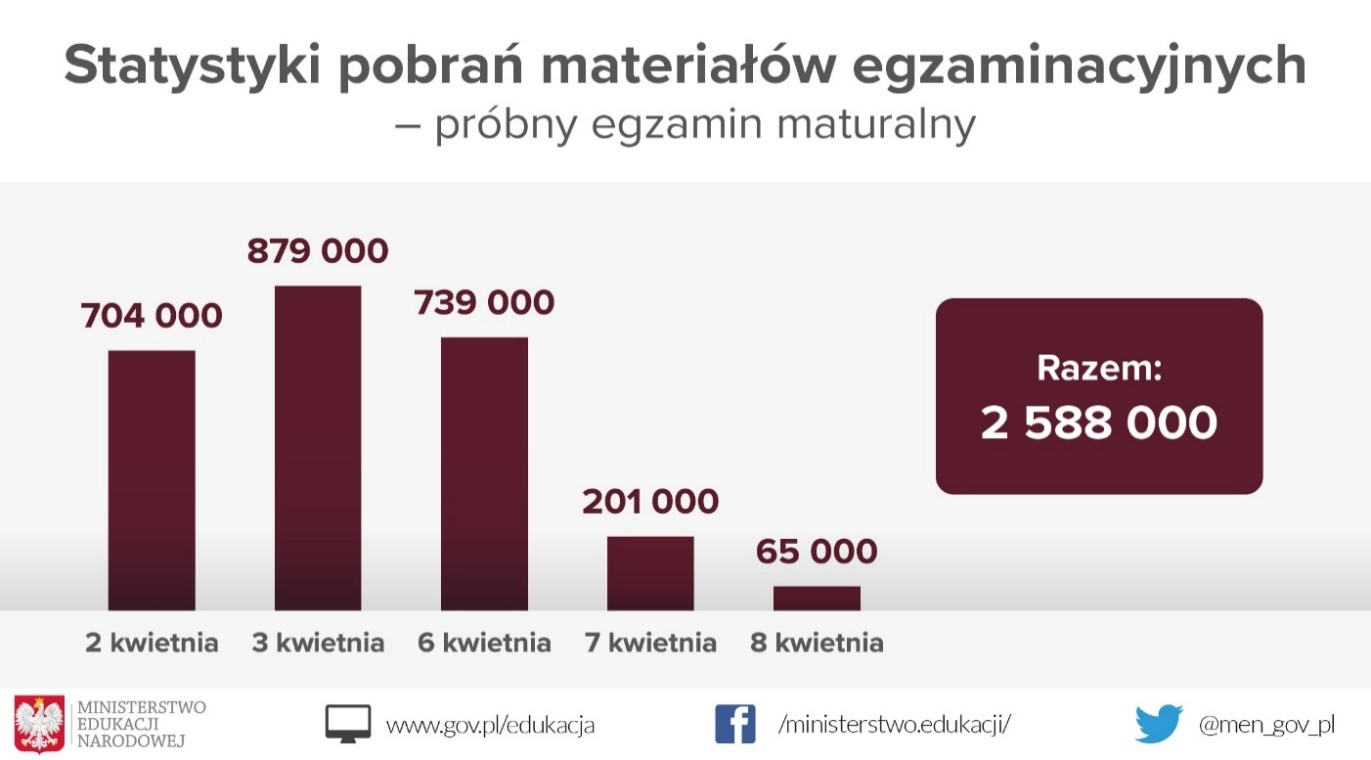 Statystyki pobrań materiałów egzaminacyjnych
– próbny egzamin maturalny
704 000
879 000
739 000
201 000
65 000
Razem:
2 588 000
2 kwietnia
3 kwietnia
6 kwietnia
7 kwietnia
8 kwietnia
MINISTERSTWO
EDUKACJI
NARODOWEJ
www.gov.pl/edukacja
/ministerstwo.edukacji/
@men_gov_pl